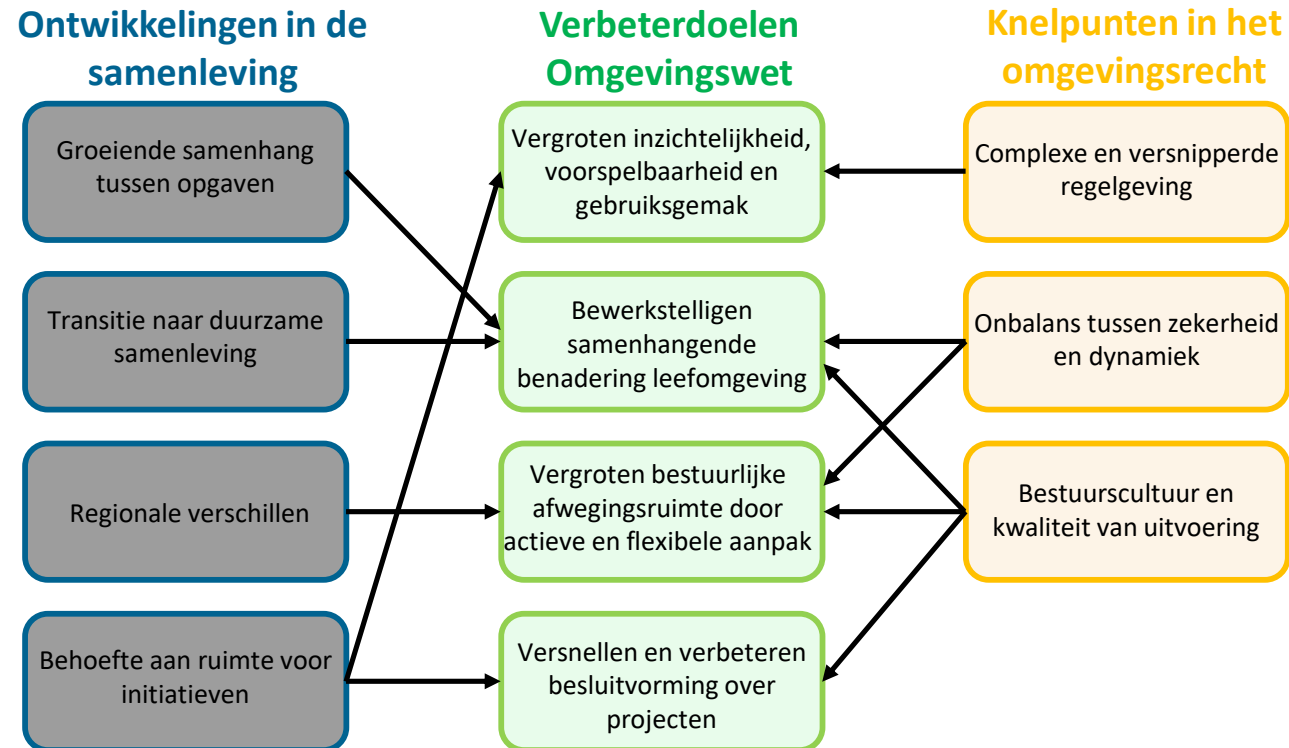 Ontwikkelingen in de
samenleving
Groeiende samenhang
tussen opgaven
Transitie naar duurzame
samenleving
Regionale verschillen
Behoefte aan ruimte voor
initiatieven
Verbeterdoelen
Omgevingswet
Vergroten inzichtelijkheid,
voorspelbaarheid en
gebruiksgemak
Bewerkstelligen
samenhangende
benadering leefomgeving
Vergroten bestuurlijke
afwegingsruimte door
actieve en flexibele aanpak
Versnellen en verbeteren
besluitvorming over
projecten
Knelpunten in het
omgevingsrecht
Complexe en versnipperde
regelgeving
Onbalans tussen zekerheid
en dynamiek
Bestuurscultuur en
kwaliteit van uitvoering